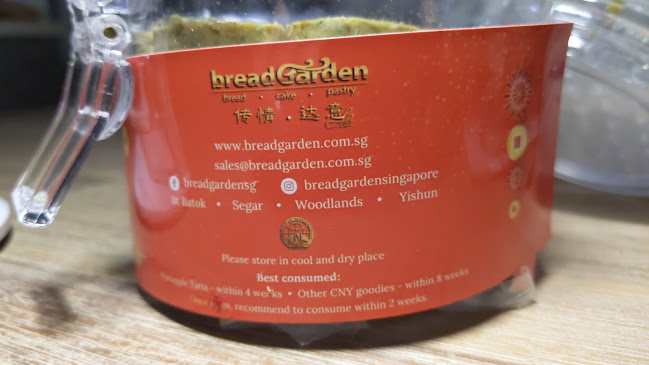 breadGarden
bread • cake • pastry
传情 . 达意
www.breadgarden.com.sg
sales@breadgarden.com.sg
breadgardensg breadgardensingapore
Bt Batok • Segar • Woodlands • Yishun
Please store in cool and dry place
Best consumed:
Pineapple Tarts - within 4 weeks • Other CNY goodies - within 8 weeks
Once open, recommend to consume within 2 weeks.